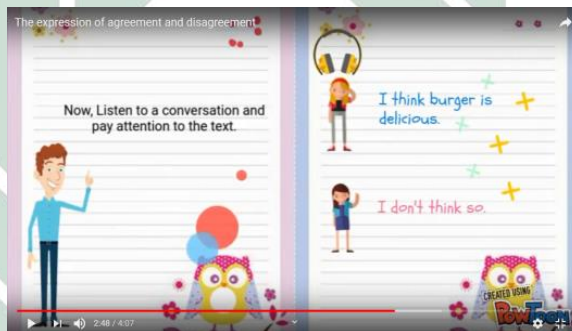 The expression of agreement and disagreement
Now, Listen to a conversation and
pay attention to the text.
I think burger is
delicious.
I don't think so.
CREATED USING
POWTOON
2:48 / 4:07